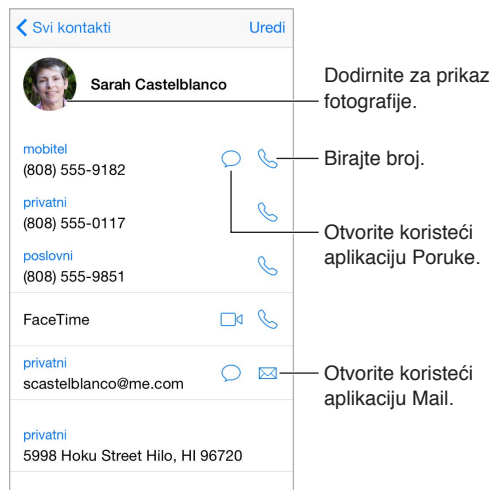 Svi kontakti
Uredi
Sarah Castelblanco
Dodirnite za prikaz
fotografije.
mobitel
(808) 555-9182
Birajte broj.
privatni
(808) 555-0117
Otvorite koristeći
aplikaciju Poruke.
poslovni
(808) 555-9851
FaceTime
privatni
scastelblanco@me.com
Otvorite koristeći
aplikaciju Mail.
privatni
5998 Hoku Street Hilo, HI 96720